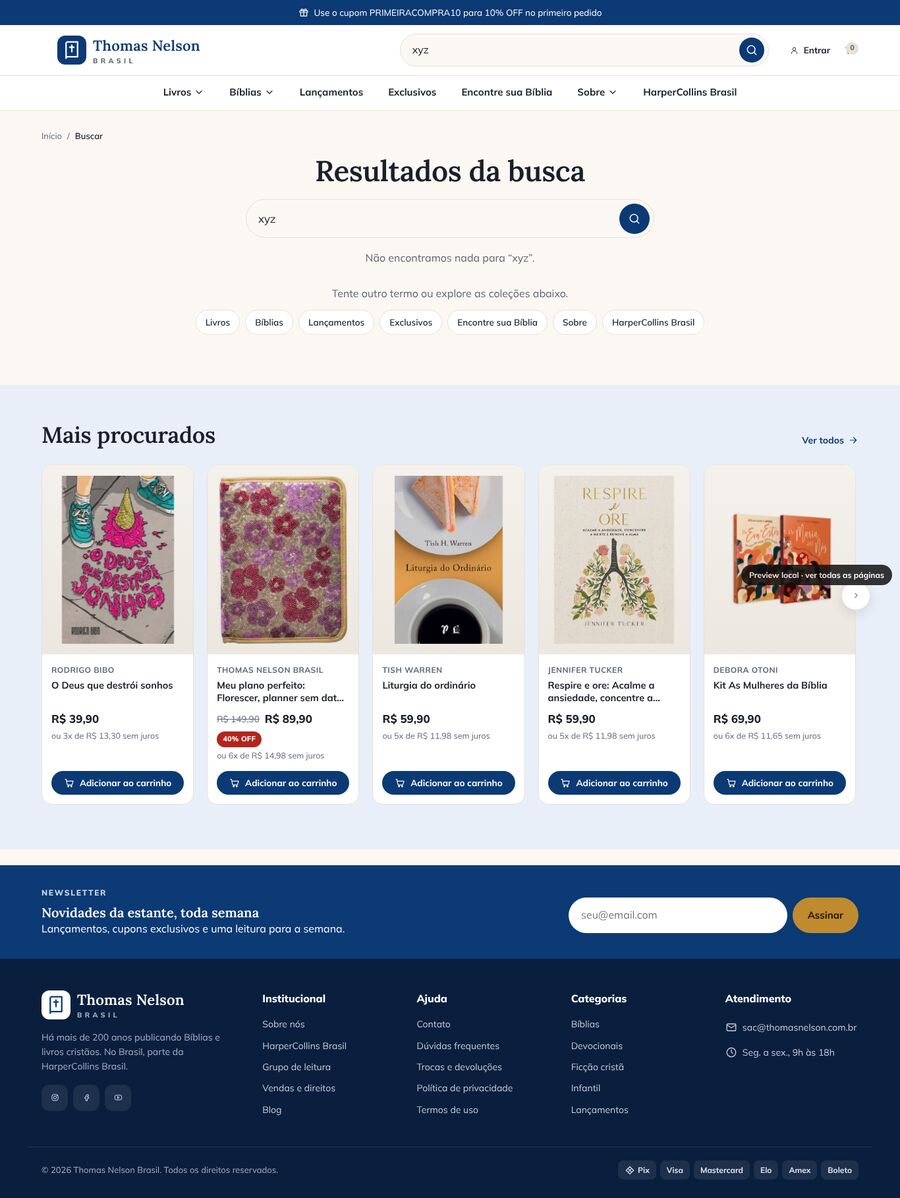 Use o cupom PRIMEIRACOMPRA10 para 10% OFF no primeiro pedido
Thomas Nelson
BRASIL
xyz
Entrar
0
Livros
Bíblias
Lançamentos
Exclusivos
Encontre sua Bíblia
Sobre
HarperCollins Brasil
Início / Buscar
Resultados da busca
xyz
Não encontramos nada para “xyz”.
Tente outro termo ou explore as coleções abaixo.
Livros
Bíblias
Lançamentos
Exclusivos
Encontre sua Bíblia
Sobre
HarperCollins Brasil
Mais procurados
Ver todos
O DEUS
QUE DESTRÓI
SONHOS
RODRIGO BIBO
RODRIGO BIBO
O Deus que destrói sonhos
R$ 39,90
ou 3x de R$ 13,30 sem juros
Adicionar ao carrinho
THOMAS NELSON BRASIL
Meu plano perfeito:
Florescer, planner sem dat...
R$ 149,90 R$ 89,90
40% OFF
ou 6x de R$ 14,98 sem juros
Adicionar ao carrinho
Tish H. Warren
Liturgia do Ordinário
TISH WARREN
Liturgia do ordinário
R$ 59,90
ou 5x de R$ 11,98 sem juros
Adicionar ao carrinho
RESPIRE
e
ORE
ACALME A ANSIEDADE, CONCENTRE
A MENTE E RENOVE A ALMA
JENNIFER TUCKER
JENNIFER TUCKER
Respire e ore: Acalme a
ansiedade, concentre a...
R$ 59,90
ou 5x de R$ 11,98 sem juros
Adicionar ao carrinho
Preview local · ver todas as páginas
DEBORA OTONI
Kit As Mulheres da Bíblia
R$ 69,90
ou 6x de R$ 11,65 sem juros
Adicionar ao carrinho
NEWSLETTER
Novidades da estante, toda semana
Lançamentos, cupons exclusivos e uma leitura para a semana.
seu@email.com
Assinar
Thomas Nelson
BRASIL
Há mais de 200 anos publicando Bíblias e
livros cristãos. No Brasil, parte da
HarperCollins Brasil.
Institucional
Sobre nós
HarperCollins Brasil
Grupo de leitura
Vendas e direitos
Blog
Ajuda
Contato
Dúvidas frequentes
Trocas e devoluções
Política de privacidade
Termos de uso
Categorias
Bíblias
Devocionais
Ficção cristã
Infantil
Lançamentos
Atendimento
sac@thomasnelson.com.br
Seg. a sex., 9h às 18h
© 2026 Thomas Nelson Brasil. Todos os direitos reservados.
Pix
Visa
Mastercard
Elo
Amex
Boleto